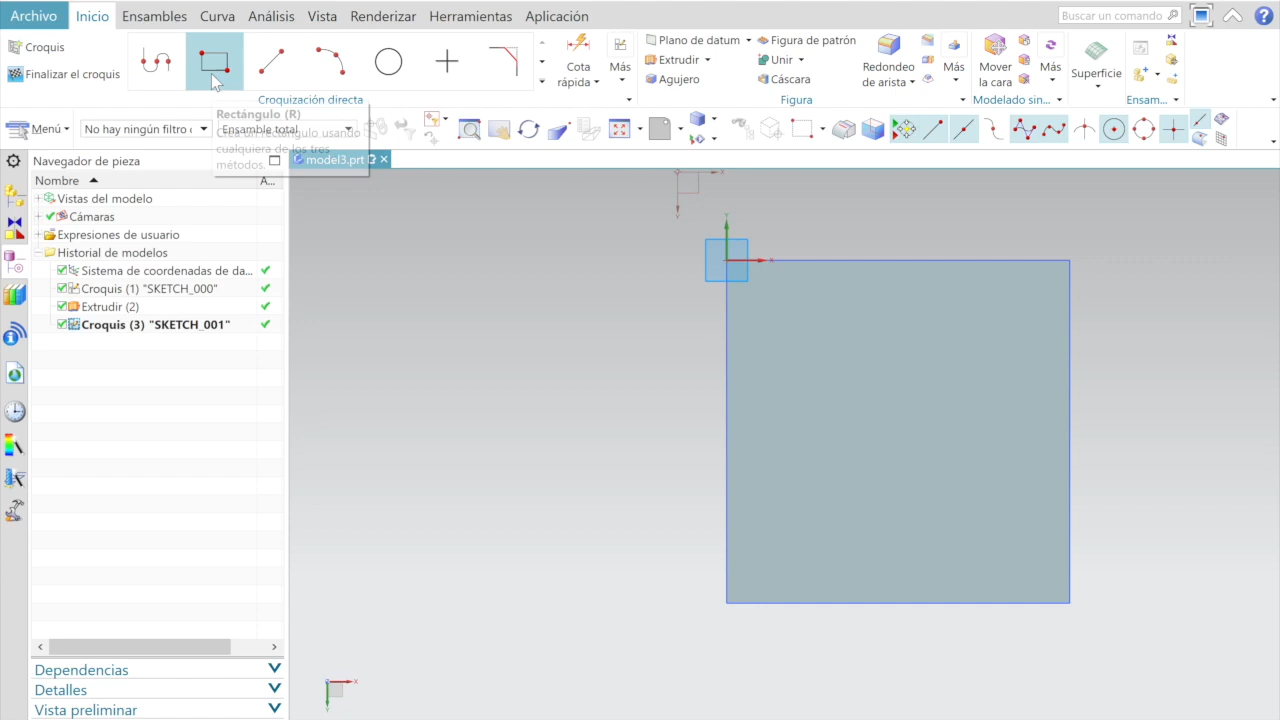 Archivo Inicio Ensambles Curva Análisis Vista Renderizar Herramientas Aplicación Buscar un comando
Croquis
Finalizar el croquis
Cota rápida
Más
Croquización directa
Plano de datum
Extrudir
Agujero
Figura de patrón
Unir
Cáscara
Redondeo de arista
Más
Figura
Mover la cara
Más
Modelado sin...
Superficie
Ensam...
Menú No hay ningún filtro Ensamble total
Rectángulo (R)
Cree un rectángulo usando
cualquiera de los tres
métodos.
Navegador de pieza
model3.prt
Nombre A...
Vistas del modelo
Cámaras
Expresiones de usuario
Historial de modelos
Sistema de coordenadas de da...
Croquis (1) "SKETCH_000"
Extrudir (2)
Croquis (3) "SKETCH_001"
Dependencias
Detalles
Vista preliminar
X
Y
Y
X
X
Y